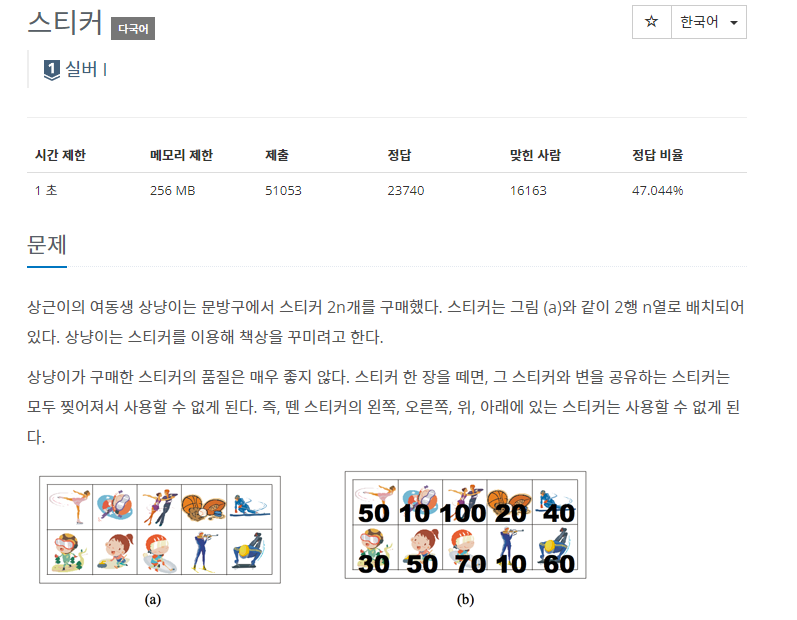 스티커 다국어
☆ 한국어
1 실버 I
시간 제한 메모리 제한 제출 정답 맞힌 사람 정답 비율
1 초 256 MB 51053 23740 16163 47.044%
문제
상근이의 여동생 상냥이는 문방구에서 스티커 2n개를 구매했다. 스티커는 그림 (a)와 같이 2행 n열로 배치되어
있다. 상냥이는 스티커를 이용해 책상을 꾸미려고 한다.
상냥이가 구매한 스티커의 품질은 매우 좋지 않다. 스티커 한 장을 떼면, 그 스티커와 변을 공유하는 스티커는
모두 찢어져서 사용할 수 없게 된다. 즉, 뗀 스티커의 왼쪽, 오른쪽, 위, 아래에 있는 스티커는 사용할 수 없게 된
다.
50 10 100 20 40
30 50 70 10 60
(a) (b)